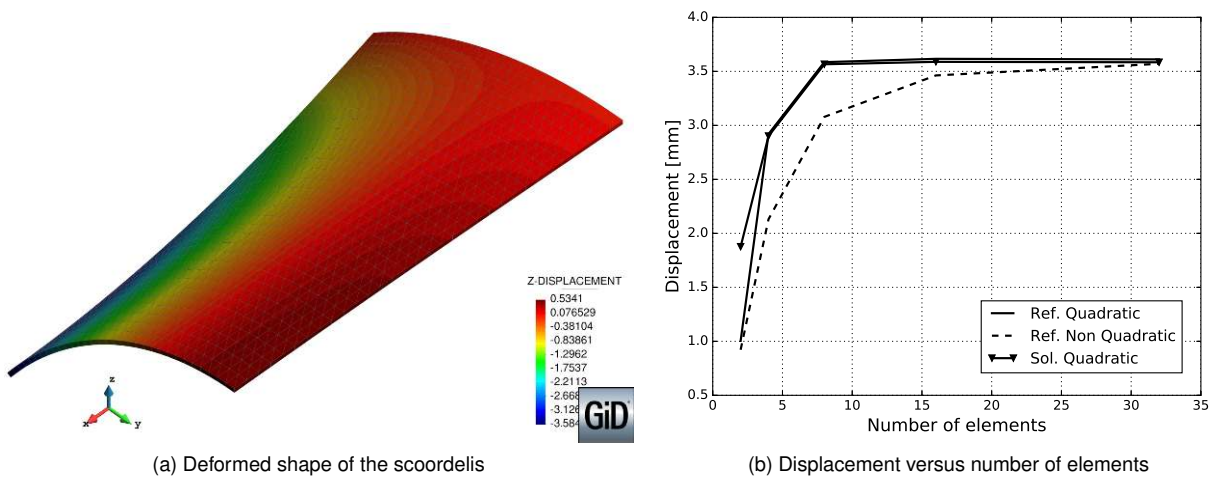 Z-DISPLACEMENT
0.5341
0.076529
-0.38104
-0.83861
-1.2962
-1.7537
-2.2113
GiD
z
x
y
(a) Deformed shape of the scoordelis
4.0
3.5
3.0
2.5
2.0
1.5
1.0
0.5
Displacement [mm]
Ref. Quadratic
Ref. Non Quadratic
Sol. Quadratic
0 5 10 15 20 25 30 35
Number of elements
(b) Displacement versus number of elements